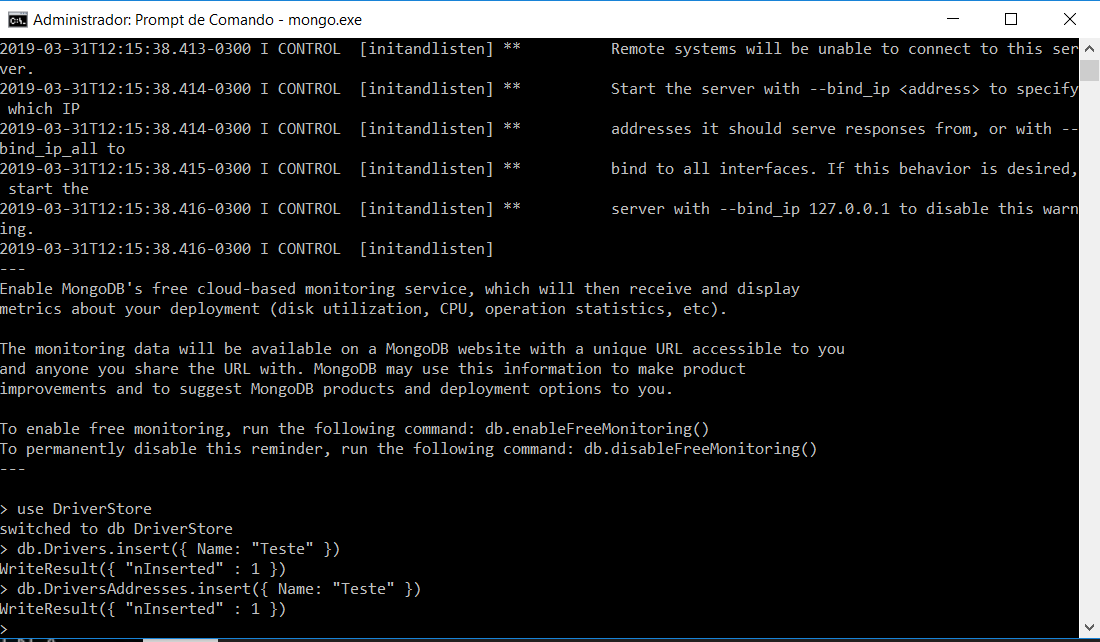 Administrador: Prompt de Comando - mongo.exe
2019-03-31T12:15:38.413-0300 I CONTROL  [initandlisten] **          Remote systems will be unable to connect to this ser
ver.
2019-03-31T12:15:38.414-0300 I CONTROL  [initandlisten] **          Start the server with --bind_ip <address> to specify
 which IP
2019-03-31T12:15:38.414-0300 I CONTROL  [initandlisten] **          addresses it should serve responses from, or with --
bind_ip_all to
2019-03-31T12:15:38.415-0300 I CONTROL  [initandlisten] **          bind to all interfaces. If this behavior is desired,
 start the
2019-03-31T12:15:38.416-0300 I CONTROL  [initandlisten] **          server with --bind_ip 127.0.0.1 to disable this warn
ing.
2019-03-31T12:15:38.416-0300 I CONTROL  [initandlisten]
---
Enable MongoDB's free cloud-based monitoring service, which will then receive and display
metrics about your deployment (disk utilization, CPU, operation statistics, etc).
The monitoring data will be available on a MongoDB website with a unique URL accessible to you
and anyone you share the URL with. MongoDB may use this information to make product
improvements and to suggest MongoDB products and deployment options to you.
To enable free monitoring, run the following command: db.enableFreeMonitoring()
To permanently disable this reminder, run the following command: db.disableFreeMonitoring()
---
> use DriverStore
switched to db DriverStore
> db.Drivers.insert({ Name: "Teste" })
WriteResult({ "nInserted" : 1 })
> db.DriversAddresses.insert({ Name: "Teste" })
WriteResult({ "nInserted" : 1 })
>